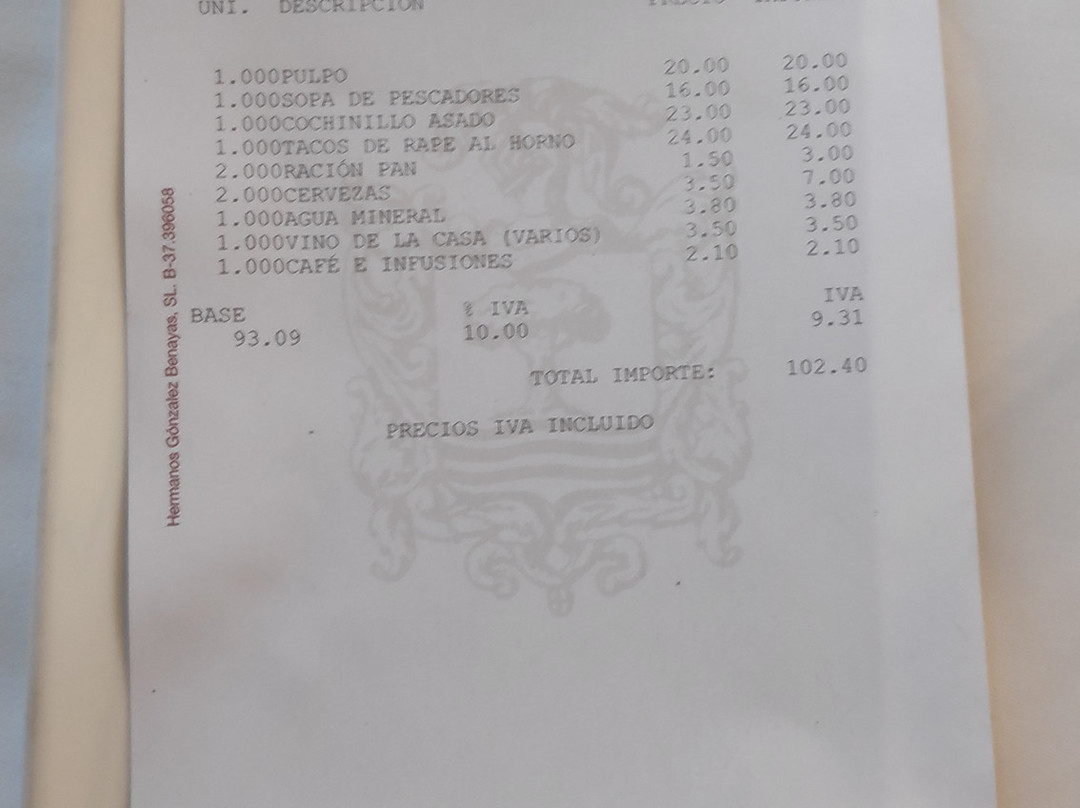 UNI. DESCRIPCION PRECIO
1.000PULPO 20.00 20.00
1.000SOPA DE PESCADORES 16.00 16.00
1.000COCHINILLO ASADO 23.00 23.00
1.000TACOS DE RAPE AL HORNO 24.00 24.00
2.000RACIÓN PAN 1.50 3.00
2.000CERVEZAS 3.50 7.00
1.000AGUA MINERAL 3.80 3.80
1.000VINO DE LA CASA (VARIOS) 3.50 3.50
1.000CAFÉ E INFUSIONES 2.10 2.10
BASE % IVA IVA
93.09 10.00 9.31
TOTAL IMPORTE: 102.40
PRECIOS IVA INCLUIDO
Hermanos Gónzalez Benayas, SL. B-37.396058